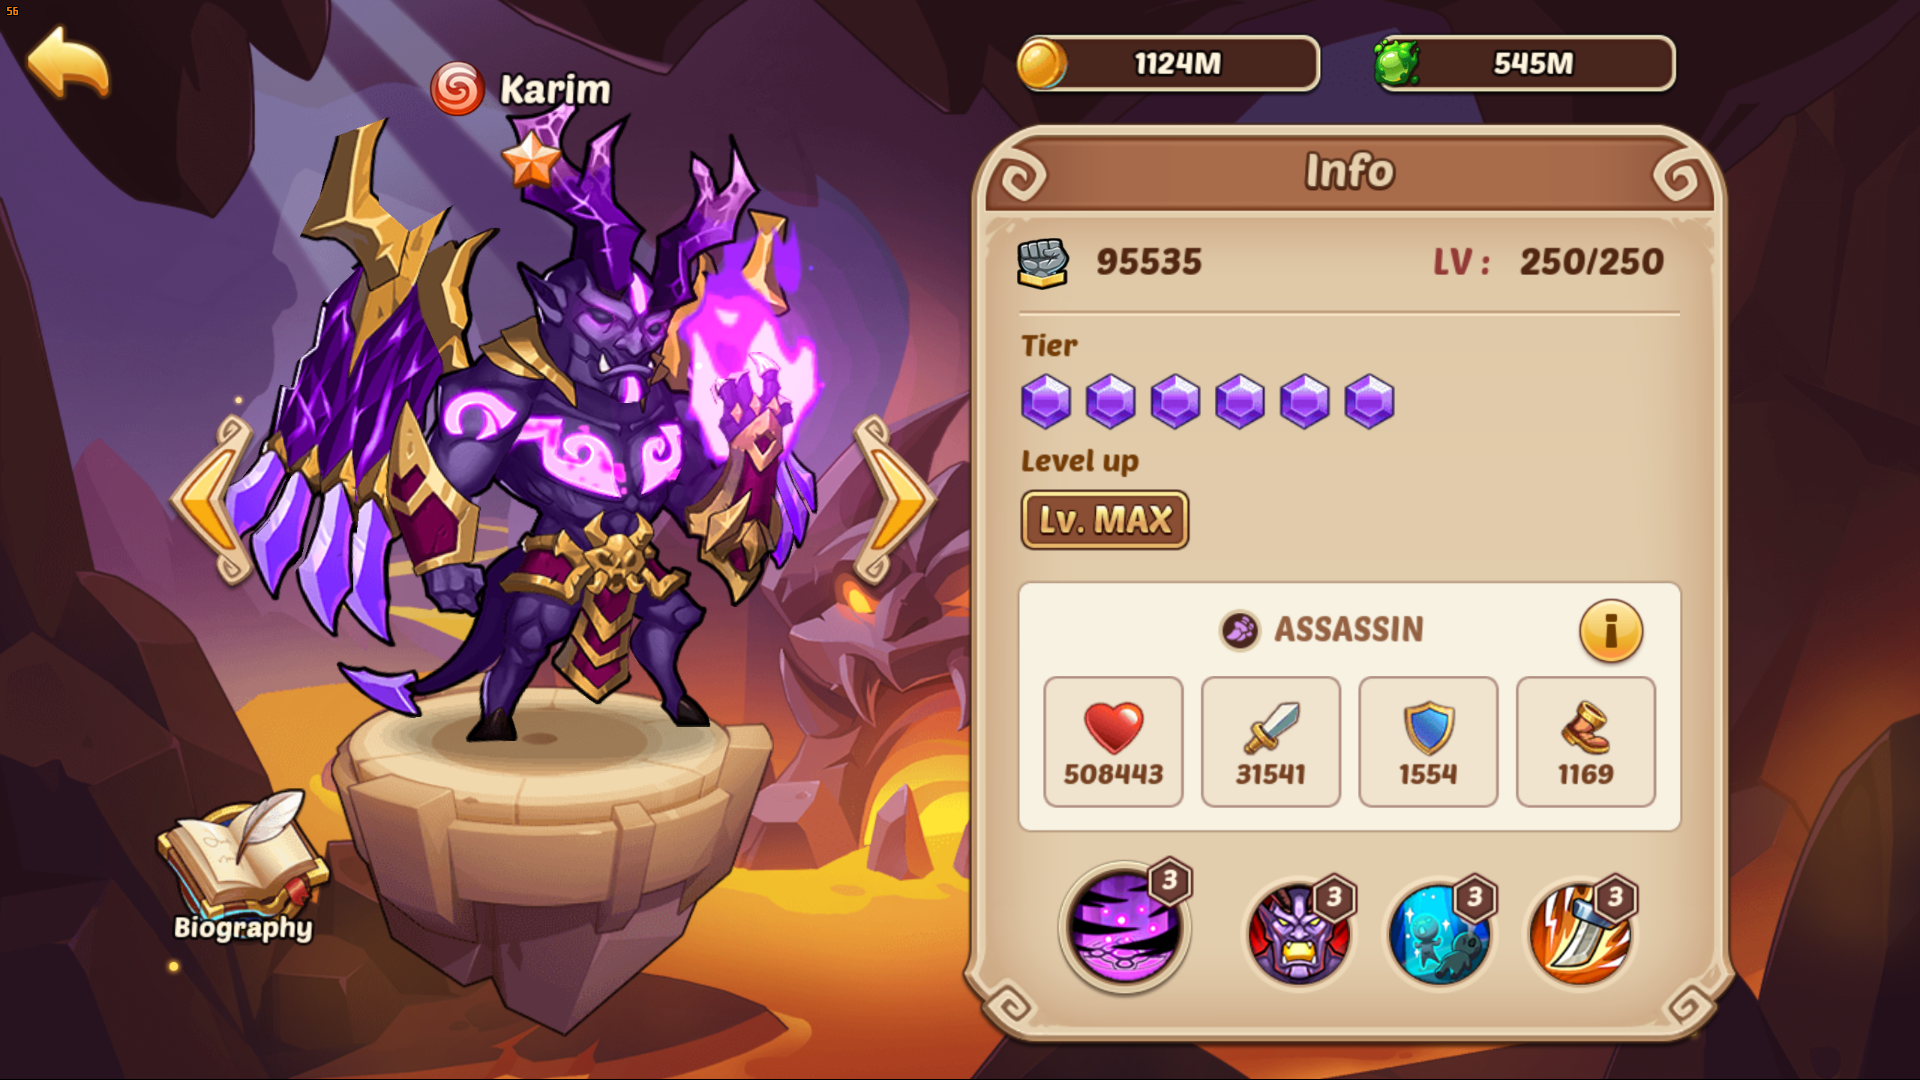 56
Karim
1124M
545M
Info
95535
LV : 250/250
Tier
Level up
Lv. MAX
ASSASSIN
508443
31541
1554
1169
3
3
3
3
Biography